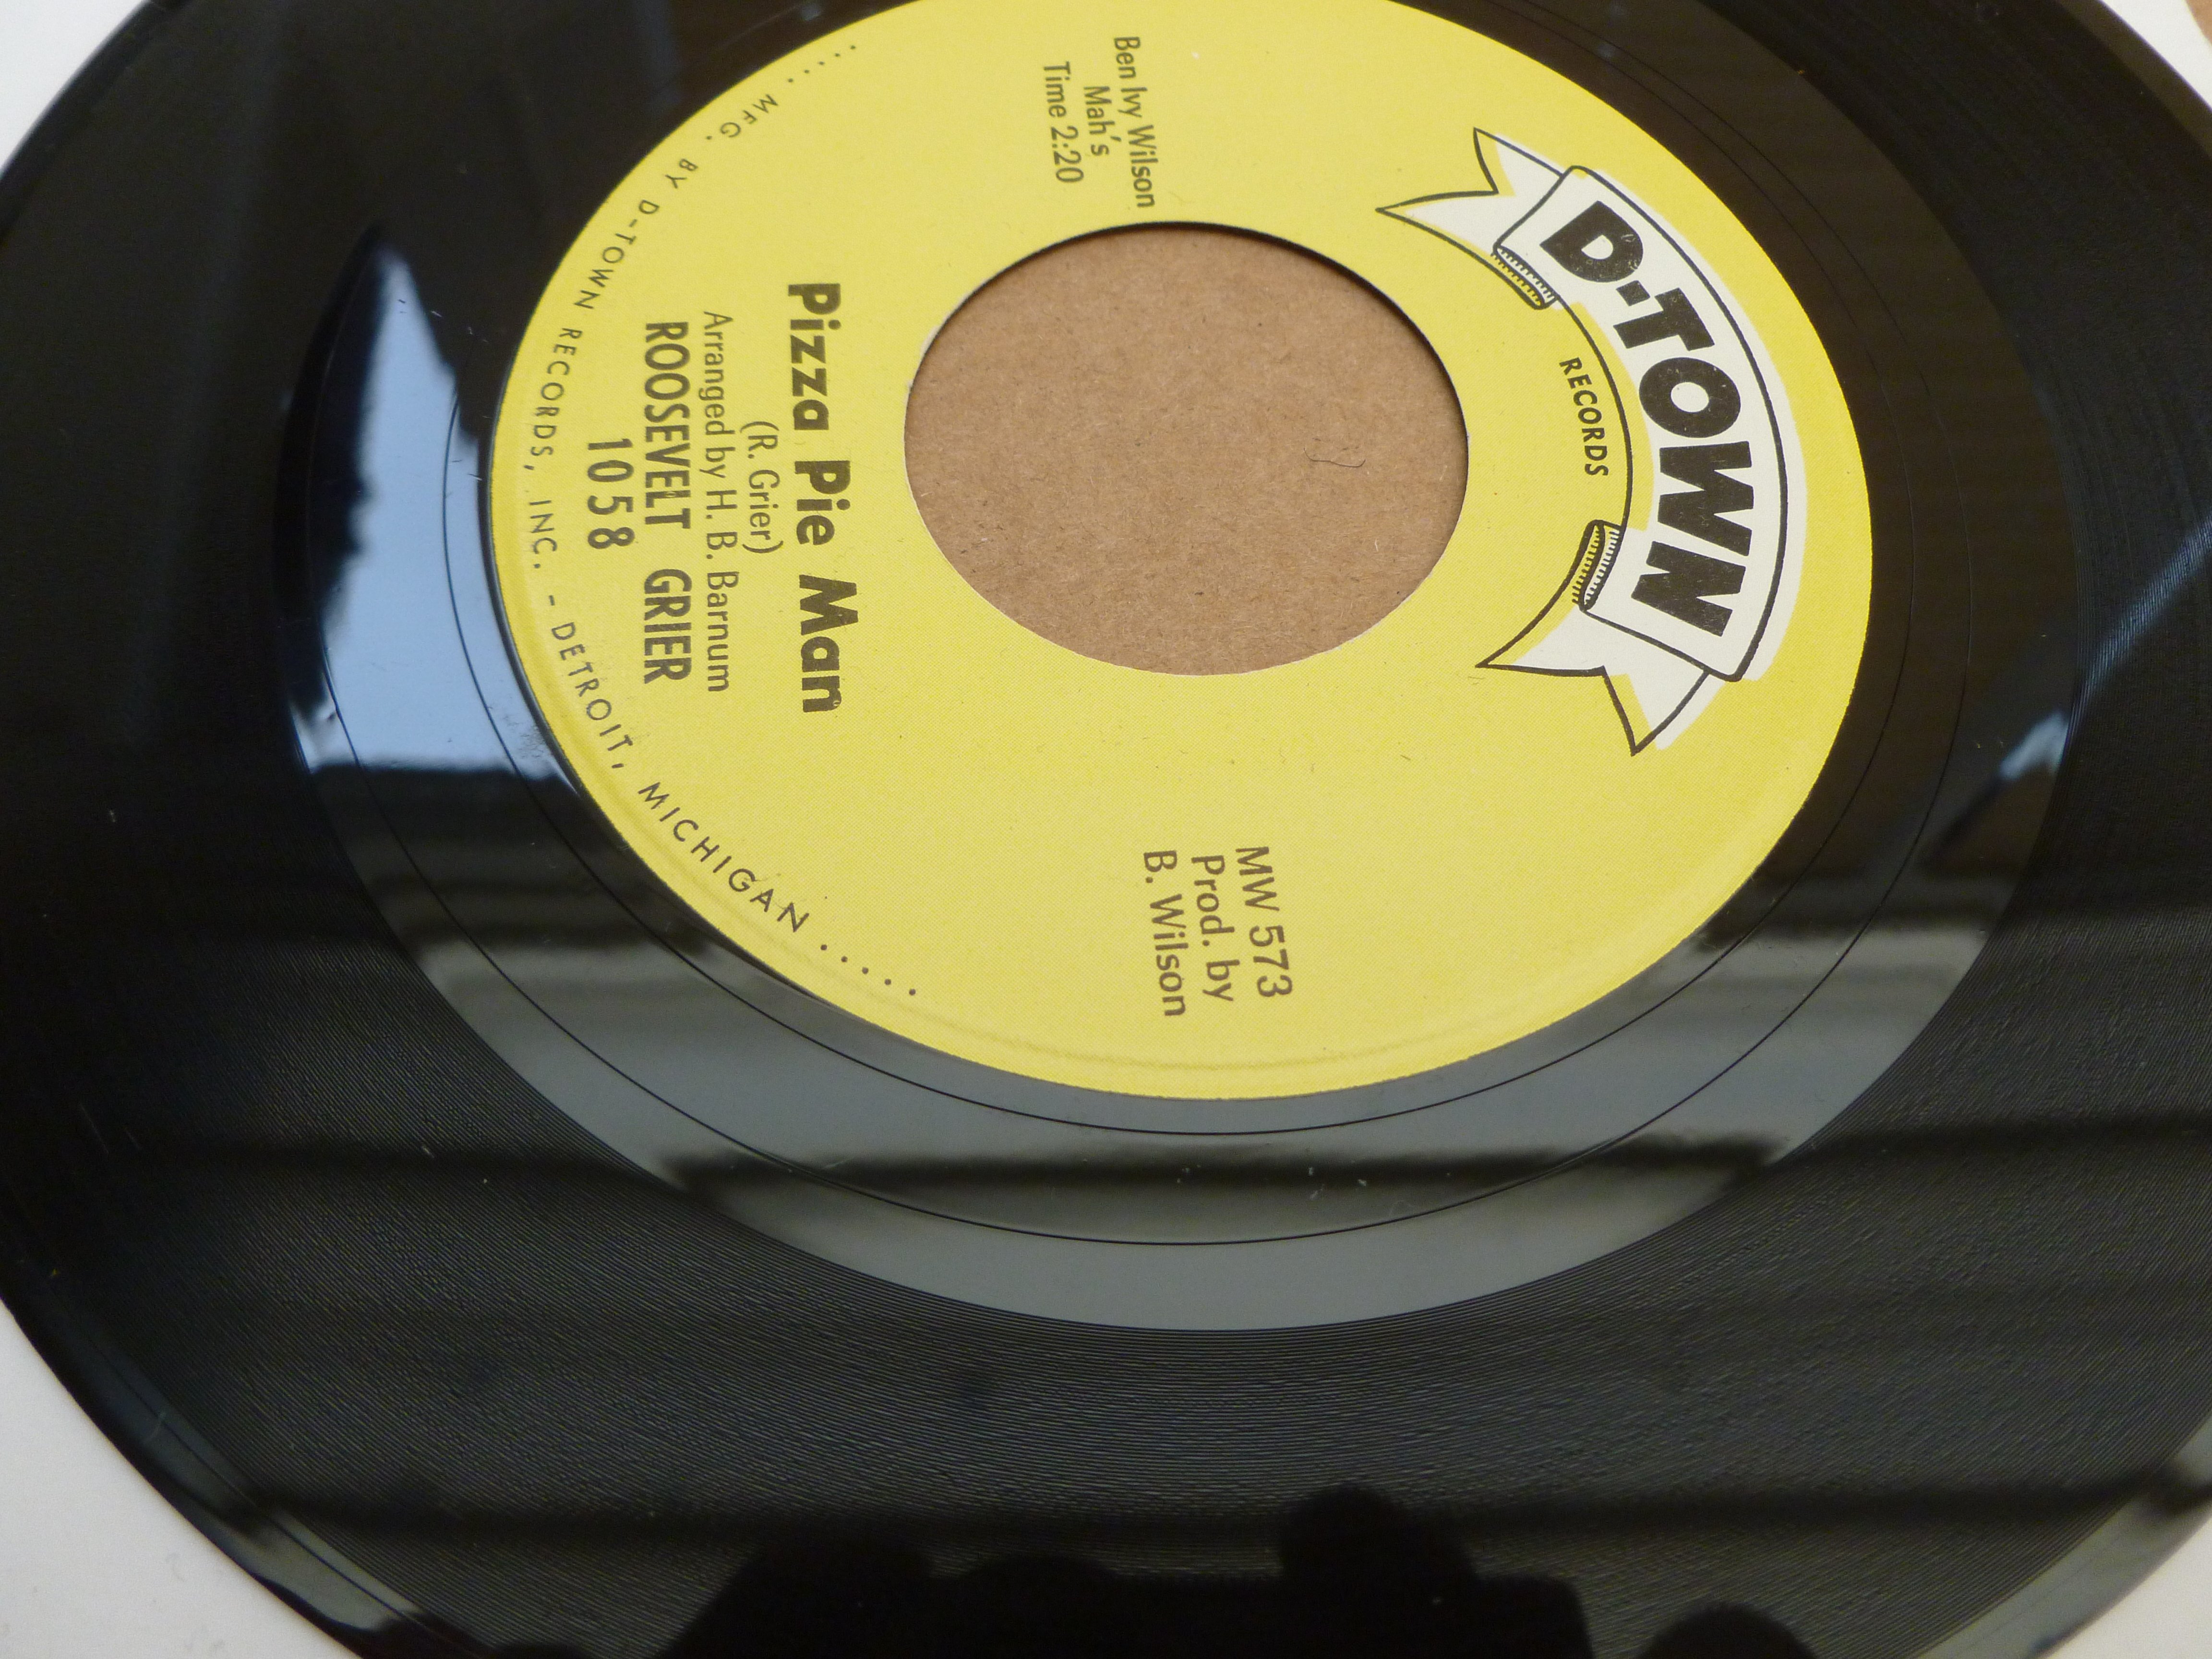 D-TOWN
RECORDS
Ben Ivy Wilson
Mah's
Time 2:20
MW 573
Prod. by
B. Wilson
Pizza Pie Man
(R. Grier)
Arranged by H. B. Barnum
ROOSEVELT GRIER
1058
.... MFG. BY D-TOWN RECORDS, INC. - DETROIT, MICHIGAN .....